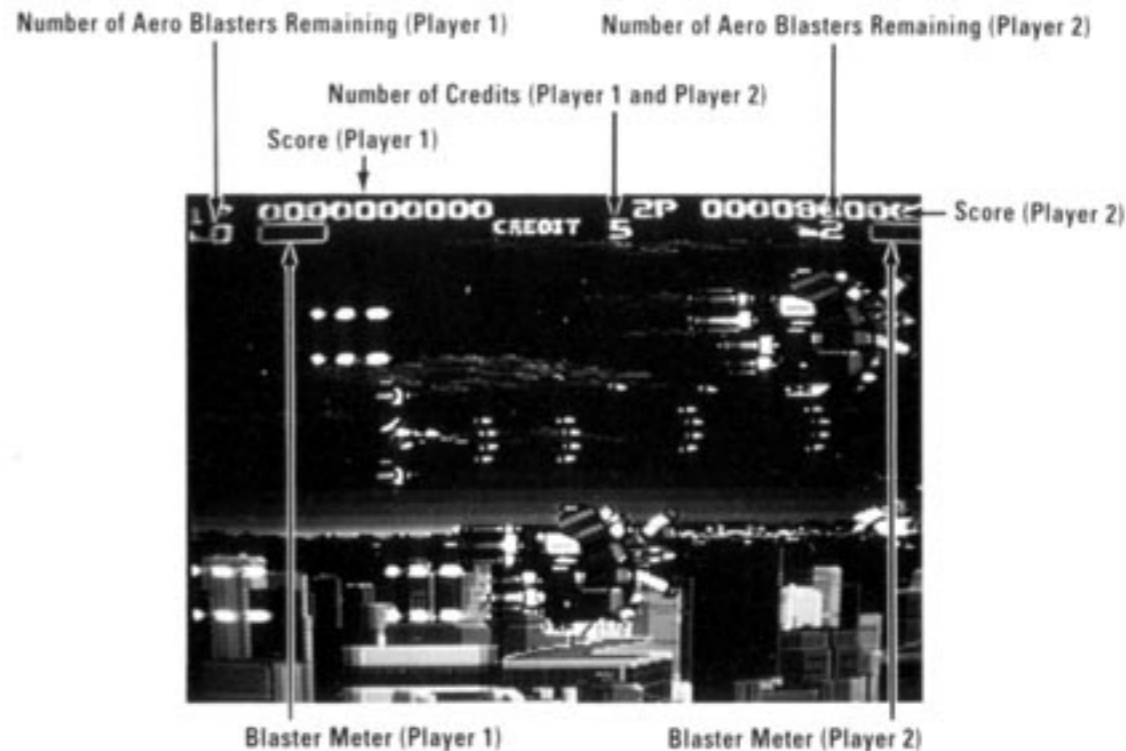 Number of Aero Blasters Remaining (Player 1)
Number of Aero Blasters Remaining (Player 2)
Number of Credits (Player 1 and Player 2)
Score (Player 1)
0000000000
2P
Score (Player 2)
CREDIT 5
2
Blaster Meter (Player 1)
Blaster Meter (Player 2)